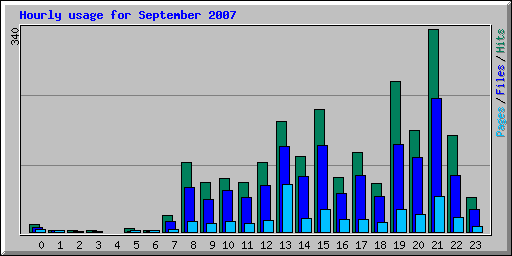 Hourly usage for September 2007
340
Pages / Files / Hits
0 1 2 3 4 5 6 7 8 9 10 11 12 13 14 15 16 17 18 19 20 21 22 23